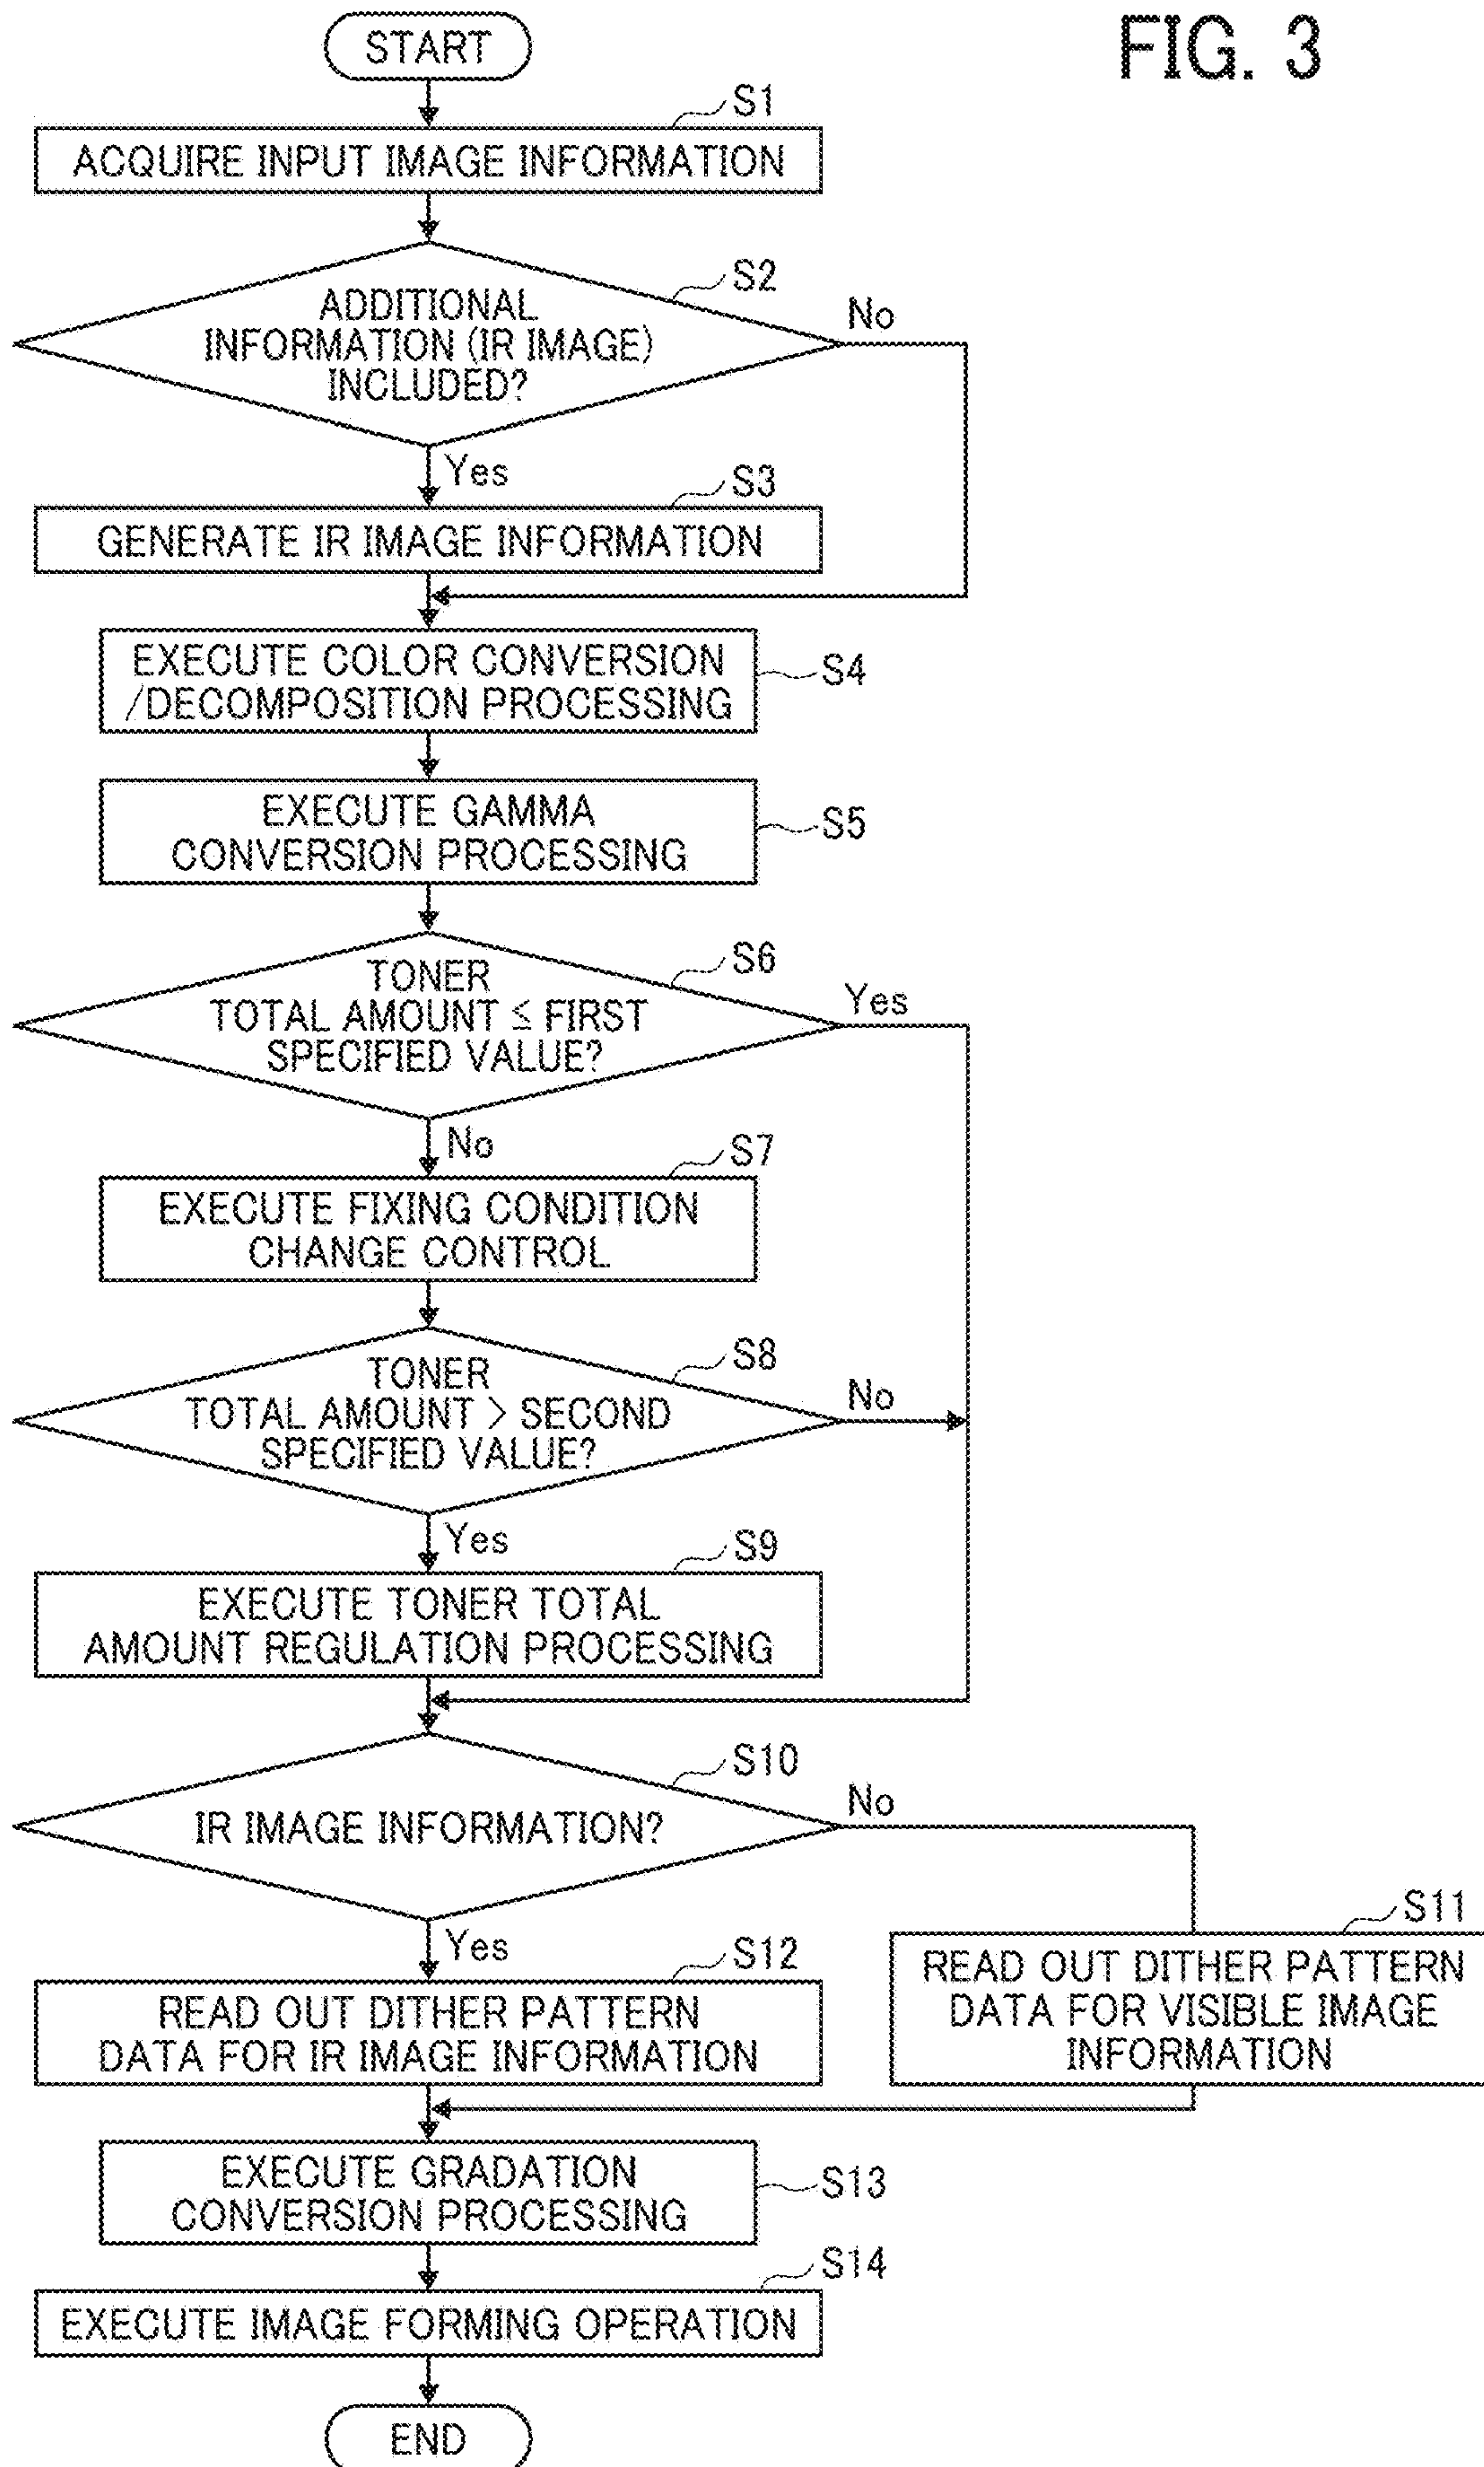 FIG. 3
START
S1
ACQUIRE INPUT IMAGE INFORMATION
S2
ADDITIONAL
INFORMATION (IR IMAGE)
INCLUDED?
No
Yes
S3
GENERATE IR IMAGE INFORMATION
EXECUTE COLOR CONVERSION
/DECOMPOSITION PROCESSING
S4
EXECUTE GAMMA
CONVERSION PROCESSING
S5
S6
TONER
TOTAL AMOUNT ≦ FIRST
SPECIFIED VALUE?
Yes
No
S7
EXECUTE FIXING CONDITION
CHANGE CONTROL
S8
TONER
TOTAL AMOUNT > SECOND
SPECIFIED VALUE?
No
Yes
S9
EXECUTE TONER TOTAL
AMOUNT REGULATION PROCESSING
S10
IR IMAGE INFORMATION?
No
Yes
S11
READ OUT DITHER PATTERN
DATA FOR VISIBLE IMAGE
INFORMATION
S12
READ OUT DITHER PATTERN
DATA FOR IR IMAGE INFORMATION
EXECUTE GRADATION
CONVERSION PROCESSING
S13
S14
EXECUTE IMAGE FORMING OPERATION
END